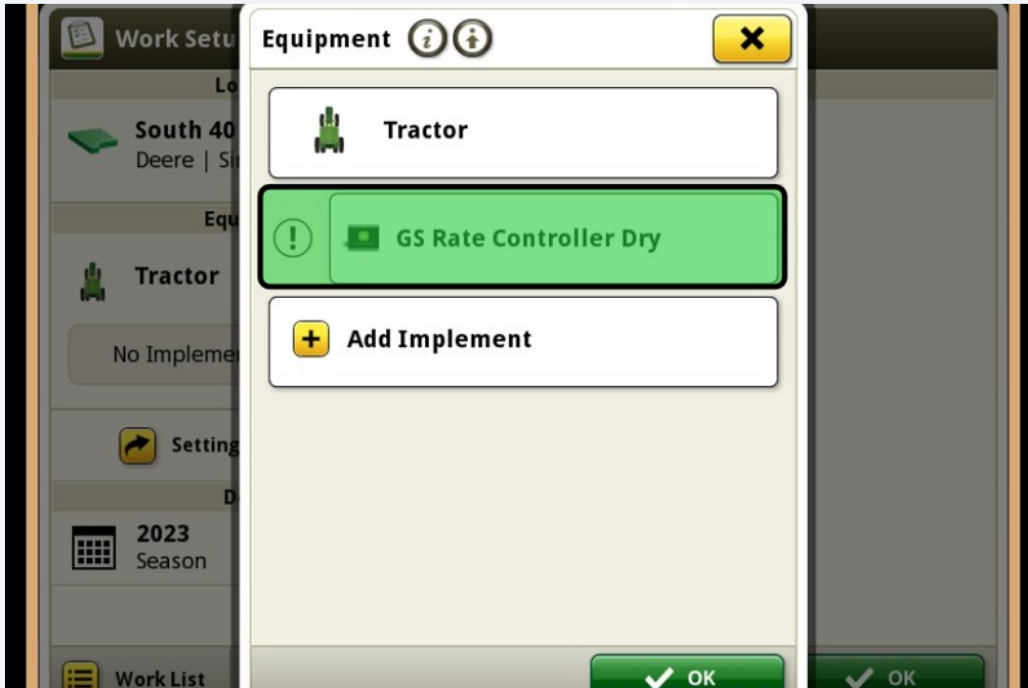 Work Setu
Equipment
Lo
South 40
Deere | Si
Equ
Tractor
No Impleme
Setting
D
2023
Season
Work List
Tractor
! GS Rate Controller Dry
+ Add Implement
OK
OK